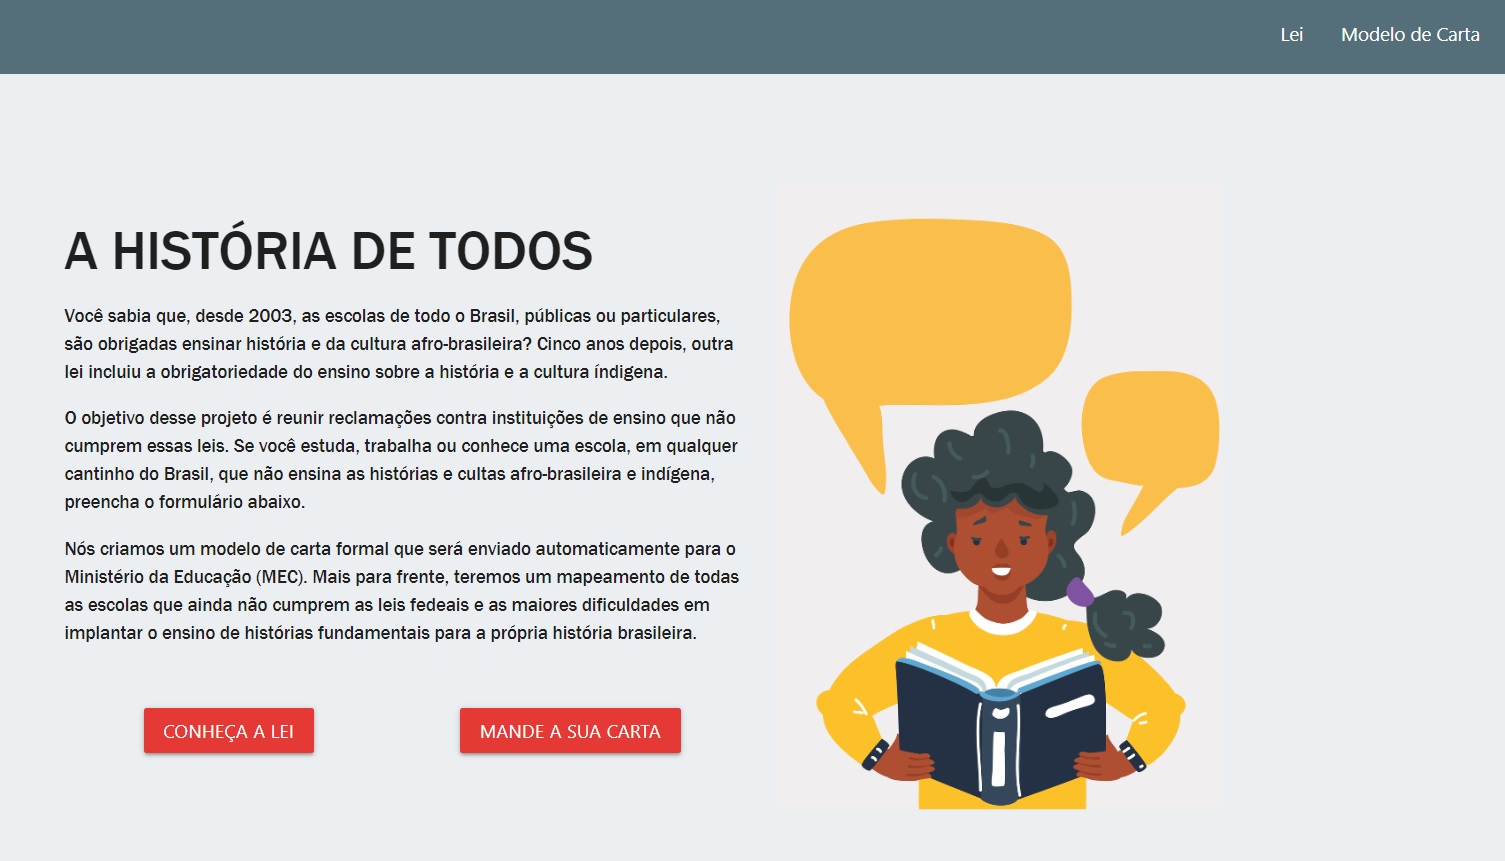 Lei
Modelo de Carta
A HISTÓRIA DE TODOS
Você sabia que, desde 2003, as escolas de todo o Brasil, públicas ou particulares,
são obrigadas ensinar história e da cultura afro-brasileira? Cinco anos depois, outra
lei incluiu a obrigatoriedade do ensino sobre a história e a cultura índigena.
O objetivo desse projeto é reunir reclamações contra instituições de ensino que não
cumprem essas leis. Se você estuda, trabalha ou conhece uma escola, em qualquer
cantinho do Brasil, que não ensina as histórias e cultas afro-brasileira e indígena,
preencha o formulário abaixo.
Nós criamos um modelo de carta formal que será enviado automaticamente para o
Ministério da Educação (MEC). Mais para frente, teremos um mapeamento de todas
as escolas que ainda não cumprem as leis fedeais e as maiores dificuldades em
implantar o ensino de histórias fundamentais para a própria história brasileira.
CONHEÇA A LEI
MANDE A SUA CARTA